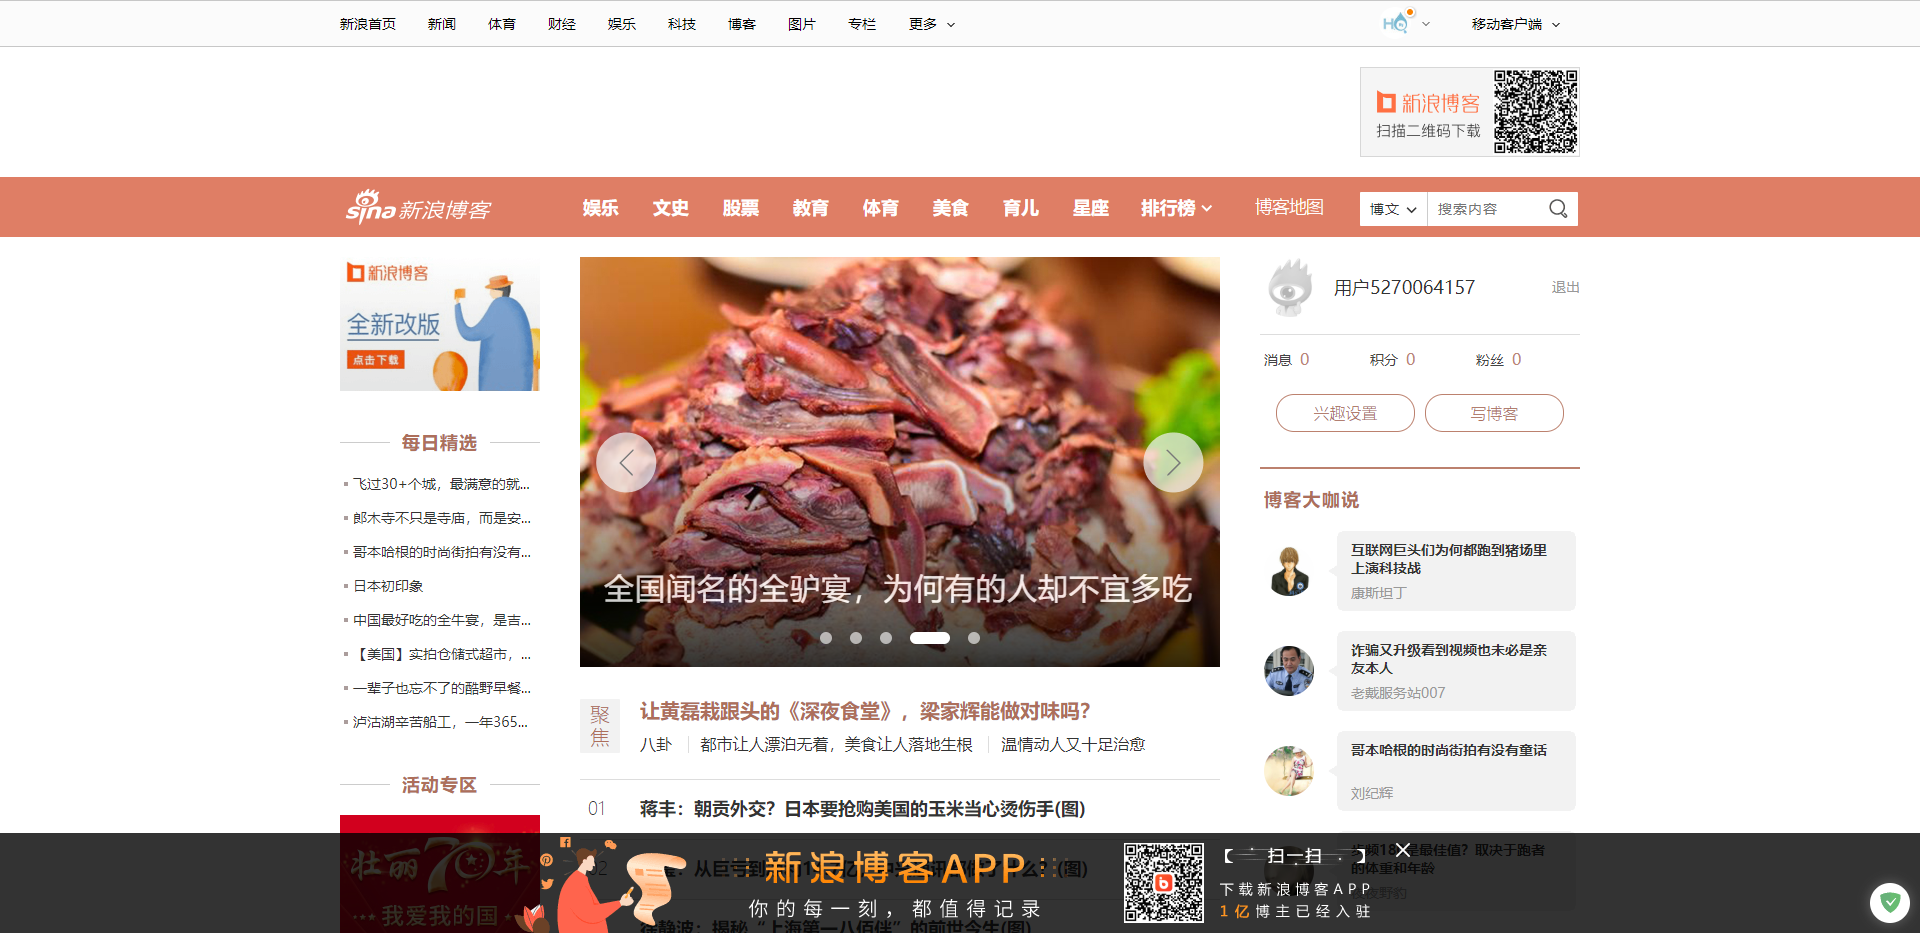 新浪首页 新闻 体育 财经 娱乐 科技 博客 图片 专栏 更多 移动客户端
新浪博客
扫描二维码下载
sina新浪博客 娱乐 文史 股票 教育 体育 美食 育儿 星座 排行榜 博客地图 博文 搜索内容
新浪博客
全新改版
点击下载
每日精选
飞过30+个城，最满意的就...
郎木寺不只是寺庙，而是安...
哥本哈根的时尚街拍有没有...
日本初印象
中国最好吃的全牛宴，是吉...
【美国】实拍仓储式超市，...
一辈子也忘不了的酷野早餐...
泸沽湖辛苦船工，一年365...
活动专区
壮丽70年
我爱我的国
全国闻名的全驴宴，为何有的人却不宜多吃
聚焦
让黄磊栽跟头的《深夜食堂》，梁家辉能做对味吗？
八卦 都市让人漂泊无着，美食让人落地生根 温情动人又十足治愈
01 蒋丰：朝贡外交？日本要抢购美国的玉米当心烫伤手(图)
用户5270064157 退出
消息 0 积分 0 粉丝 0
兴趣设置 写博客
博客大咖说
互联网巨头们为何都跑到猪场里
上演科技战
康斯坦丁
诈骗又升级看到视频也未必是亲
友本人
老戴服务站007
哥本哈根的时尚街拍有没有童话
刘纪辉
是最佳值？取决于跑者
的体重和年龄
新浪博客APP
你的每一刻，都值得记录
【 扫一扫 】
下载新浪博客APP
1亿博主已经入驻
徐静波：揭秘“上海第一八佰伴”的前世今生(图)